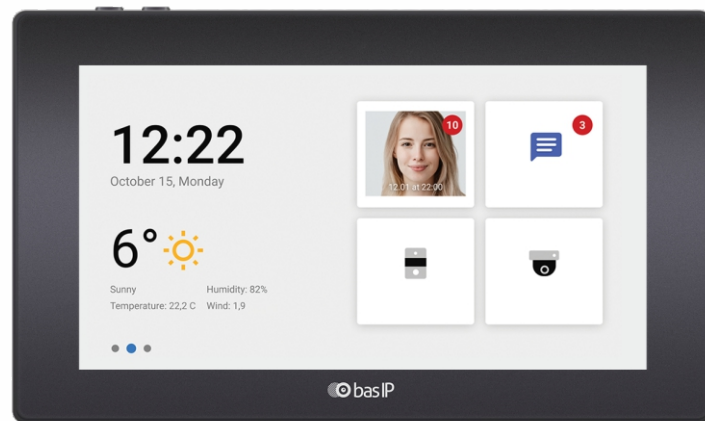 12:22
October 15, Monday
6°
Sunny
Humidity: 82%
Temperature: 22,2 C
Wind: 1,9
10
12.01 at 22:00
3
bas IP